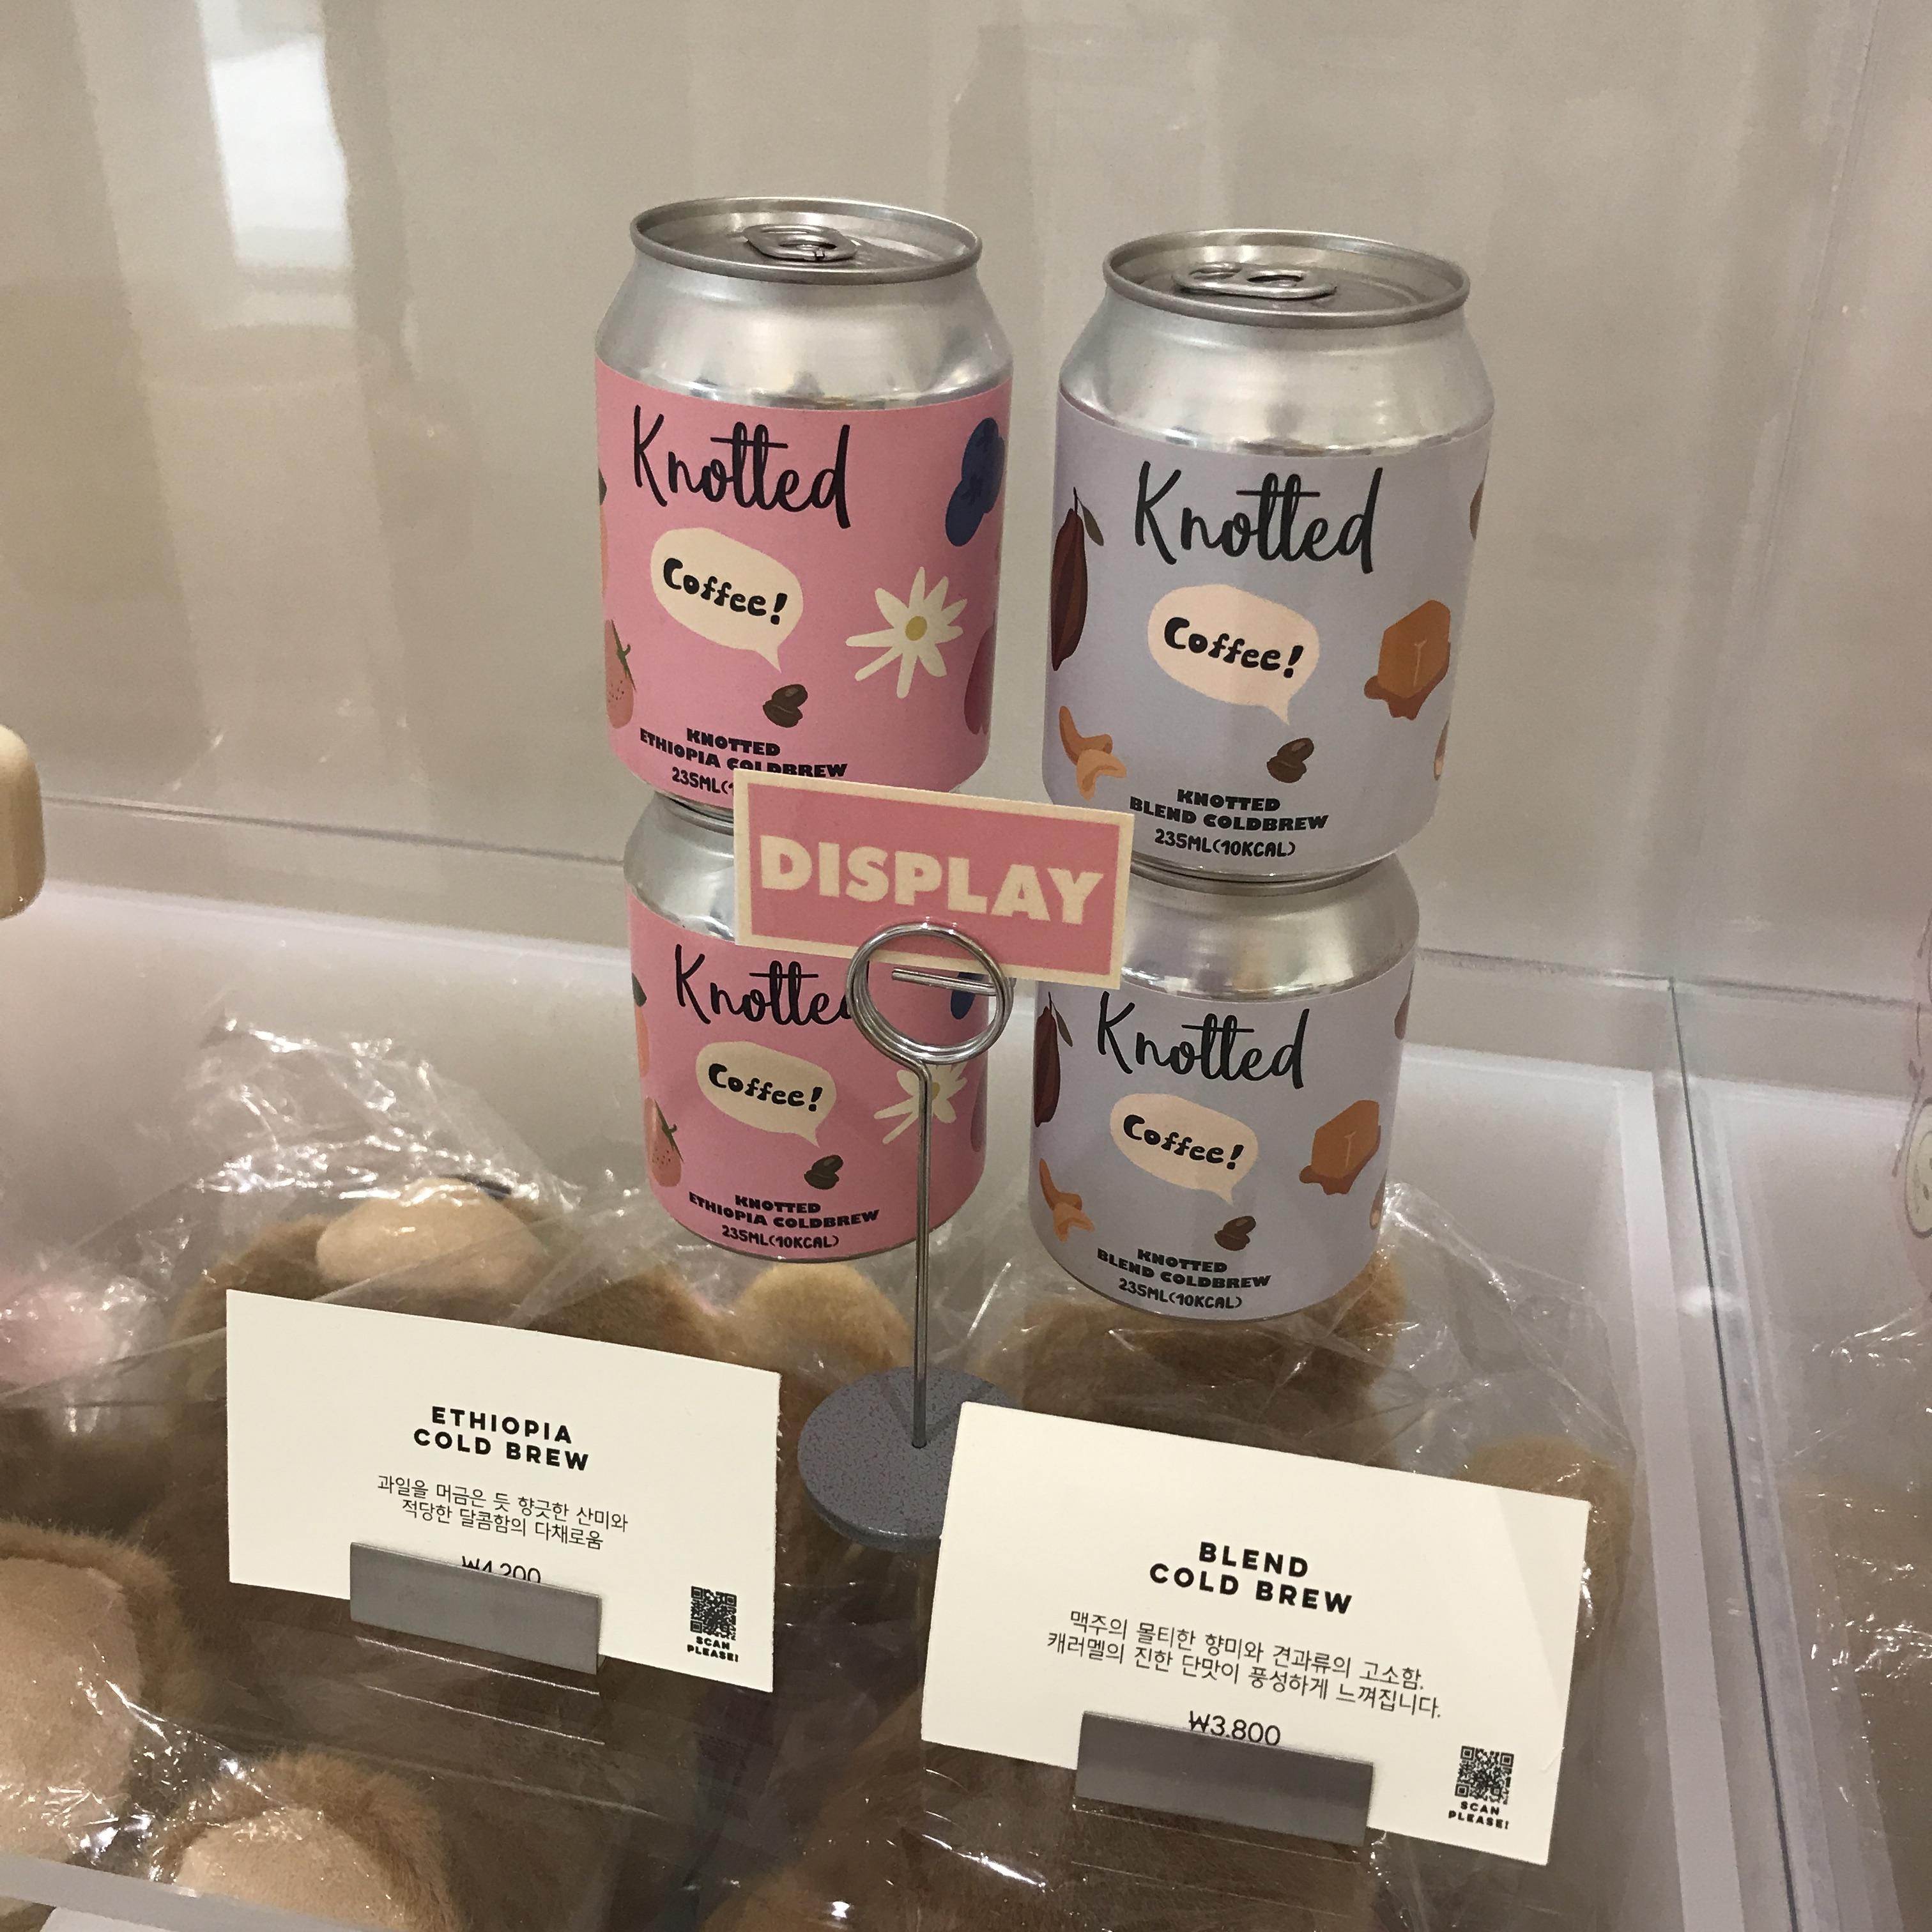 Knotted
Coffee!
KNOTTED
ETHIOPIA COLDBREW
235ML(1
Knotted
Coffee!
KNOTTED
BLEND COLDBREW
235ML(10KCAL)
DISPLAY
Knotted
Coffee!
KNOTTED
ETHIOPIA COLDBREW
235ML(10KCAL)
Knotted
Coffee!
KNOTTED
BLEND COLDBREW
235ML(10KCAL)
ETHIOPIA
COLD BREW
과일을 머금은 듯 향긋한 산미와
적당한 달콤함의 다채로움
₩4,200
SCAN
PLEASE!
BLEND
COLD BREW
맥주의 몰티한 향미와 견과류의 고소함.
캐러멜의 진한 단맛이 풍성하게 느껴집니다.
₩3,800
SCAN
PLEASE!